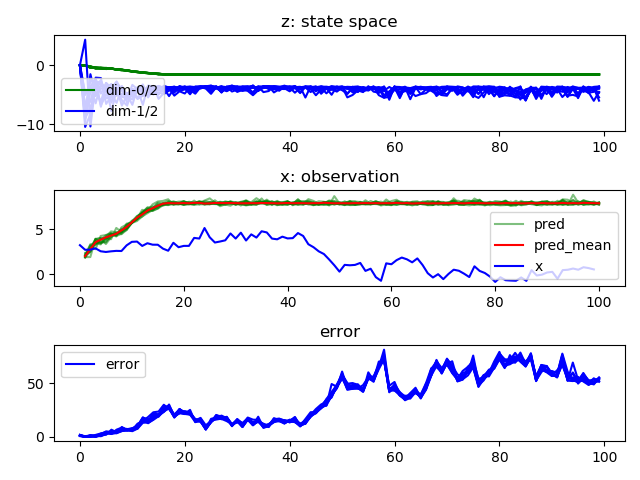 z: state space
0
−10
dim-0/2
dim-1/2
0 20 40 60 80 100
x: observation
5
0
pred
pred_mean
x
0 20 40 60 80 100
error
50
0
error
0 20 40 60 80 100